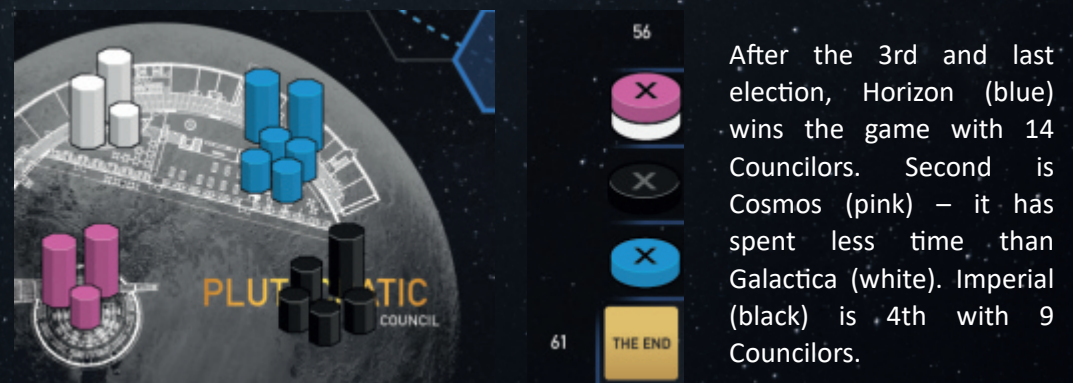 COUNCIL
56
61
THE END
After the 3rd and last
election, Horizon (blue)
wins the game with 14
Councilors. Second is
Cosmos (pink) – it has
spent less time than
Galactica (white). Imperial
(black) is 4th with 9
Councilors.